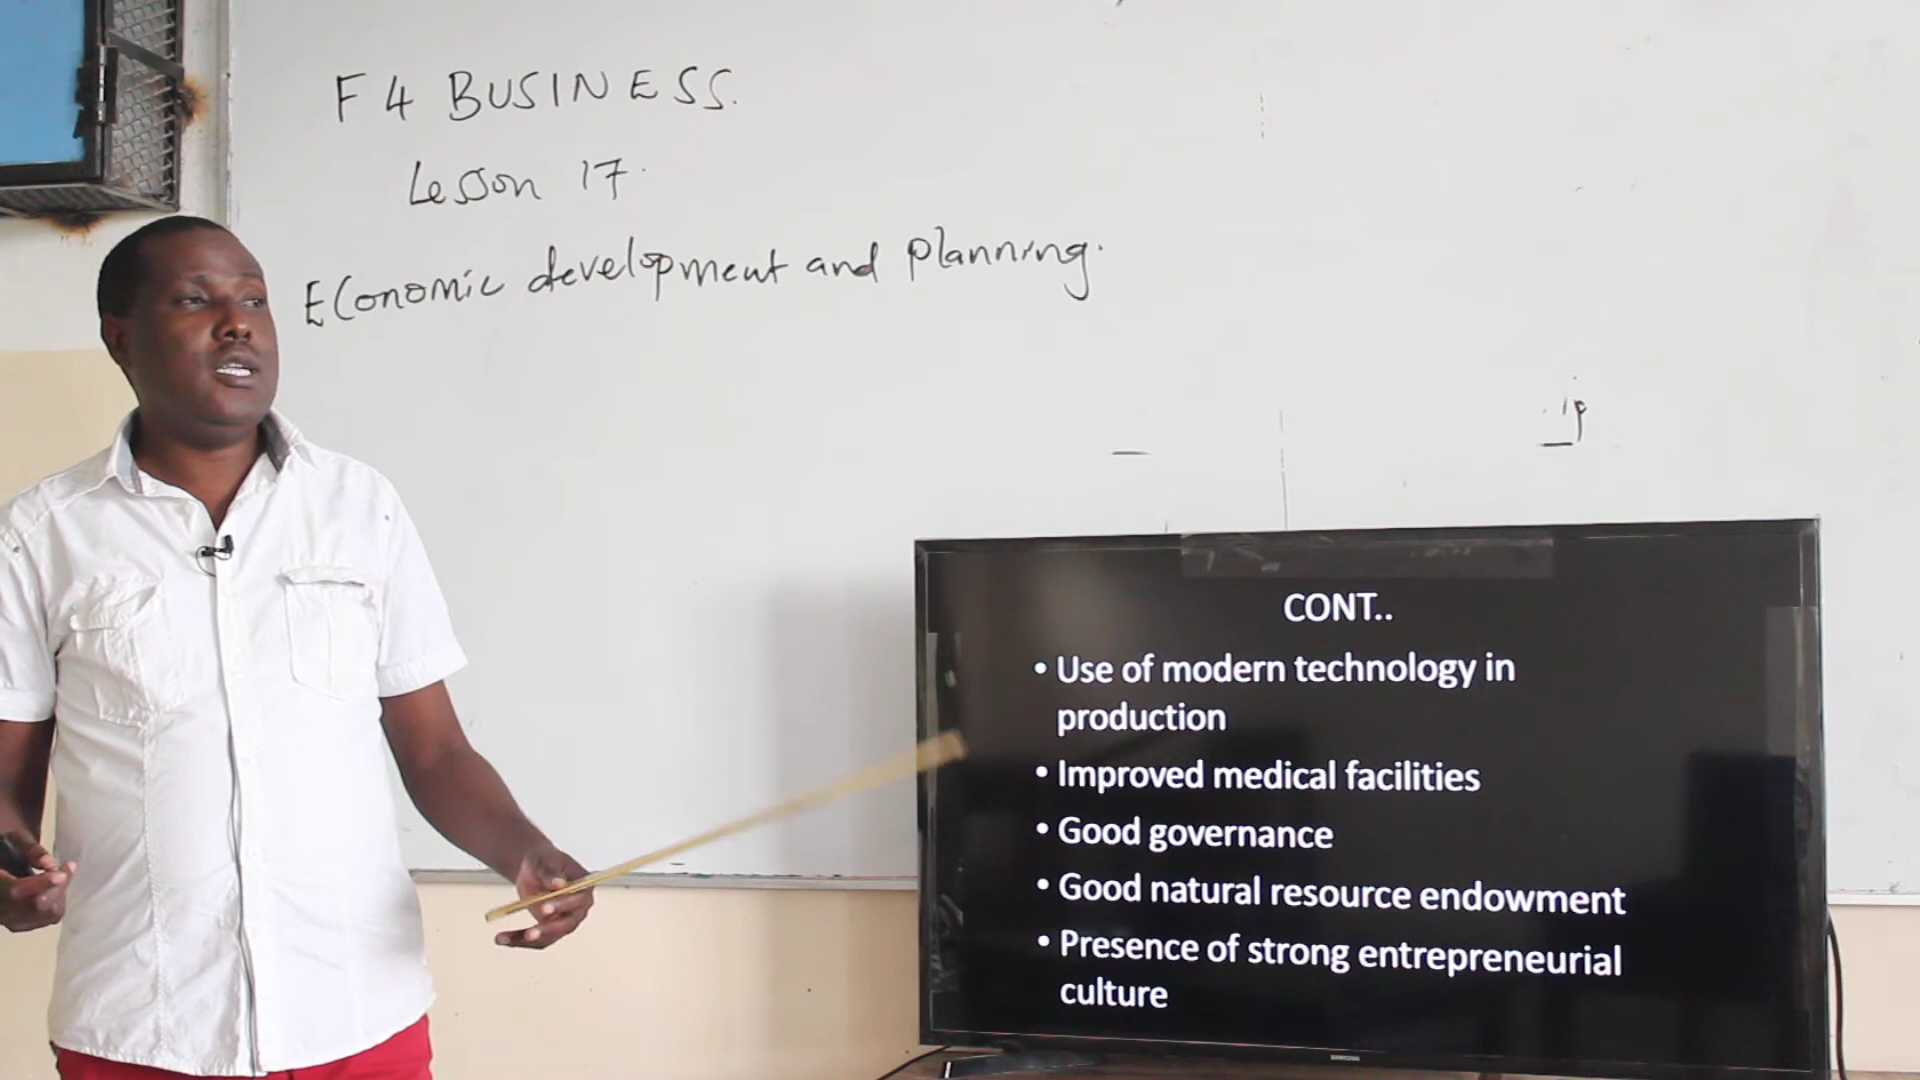 F4 BUSINESS.
Lesson 17.
Economic development and planning.
CONT..
• Use of modern technology in
production
• Improved medical facilities
• Good governance
• Good natural resource endowment
• Presence of strong entrepreneurial
culture
SAMSUNG